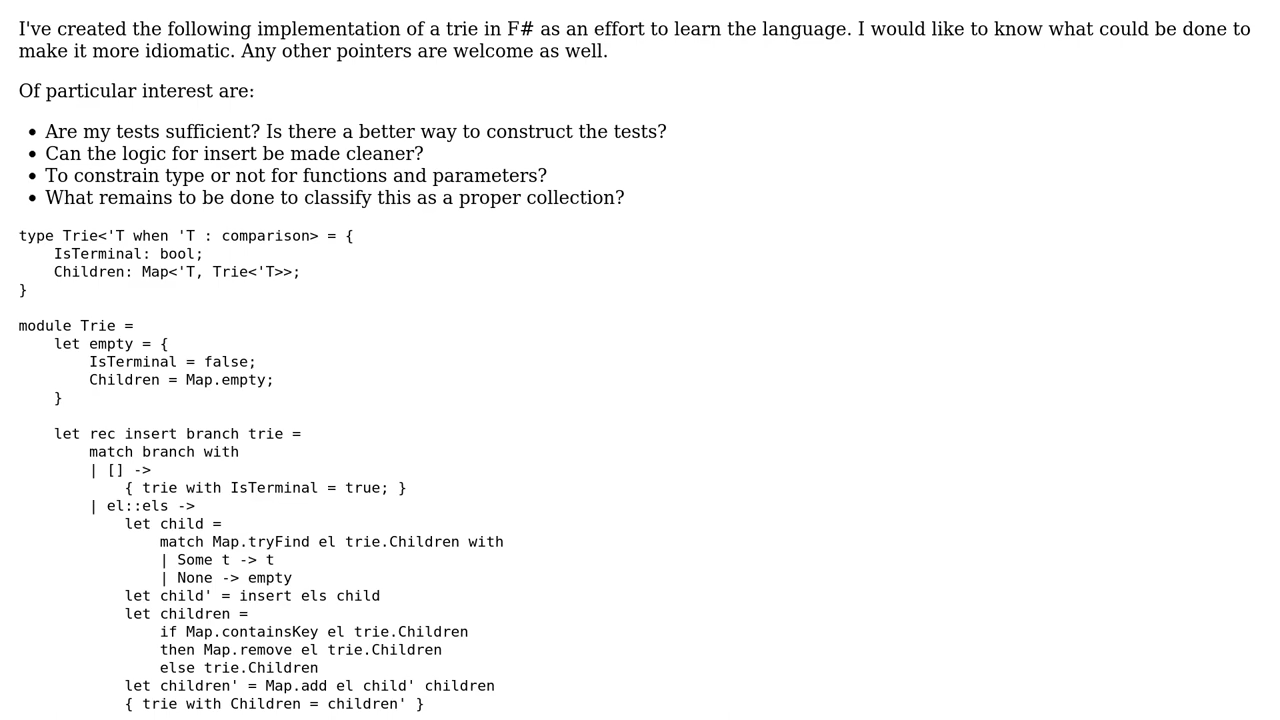 I've created the following implementation of a trie in F# as an effort to learn the language. I would like to know what could be done to
make it more idiomatic. Any other pointers are welcome as well.
Of particular interest are:
• Are my tests sufficient? Is there a better way to construct the tests?
• Can the logic for insert be made cleaner?
• To constrain type or not for functions and parameters?
• What remains to be done to classify this as a proper collection?
type Trie<'T when 'T : comparison> = {
    IsTerminal: bool;
    Children: Map<'T, Trie<'T>>;
}
module Trie =
    let empty = {
        IsTerminal = false;
        Children = Map.empty;
    }
    let rec insert branch trie =
        match branch with
        | [] ->
            { trie with IsTerminal = true; }
        | el::els ->
            let child =
                match Map.tryFind el trie.Children with
                | Some t -> t
                | None -> empty
            let child' = insert els child
            let children =
                if Map.containsKey el trie.Children
                then Map.remove el trie.Children
                else trie.Children
            let children' = Map.add el child' children
            { trie with Children = children' }